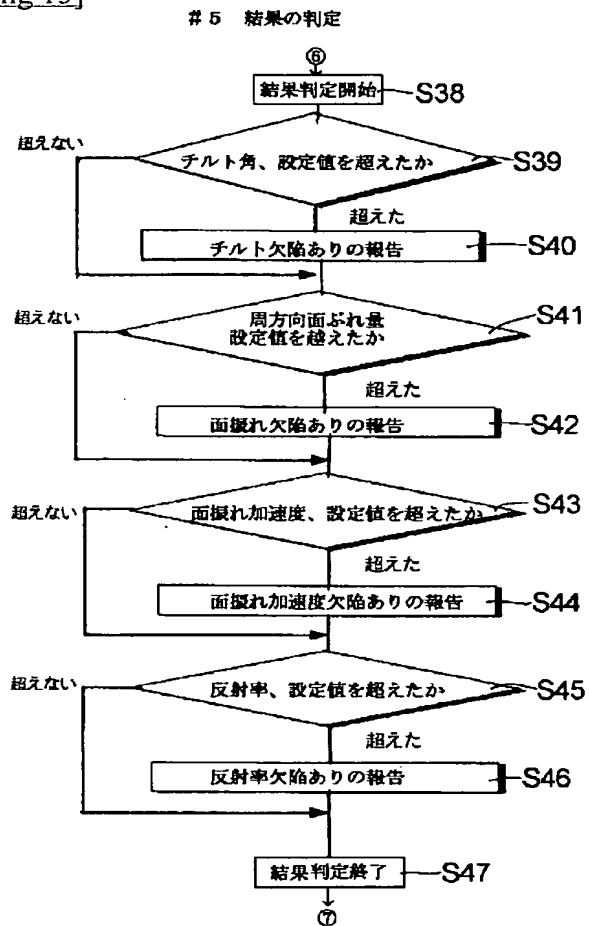 ng 15]
#5 結果の判定
⑥
結果判定開始 S38
超えない
チルト角、設定値を超えたか S39
超えた
チルト欠陥ありの報告 S40
超えない
周方向面ぶれ量
設定値を越えたか
S41
超えた
面振れ欠陥ありの報告 S42
超えない
面振れ加速度、設定値を超えたか S43
超えた
面振れ加速度欠陥ありの報告 S44
超えない
反射率、設定値を超えたか S45
超えた
反射率欠陥ありの報告 S46
結果判定終了 S47
⑦